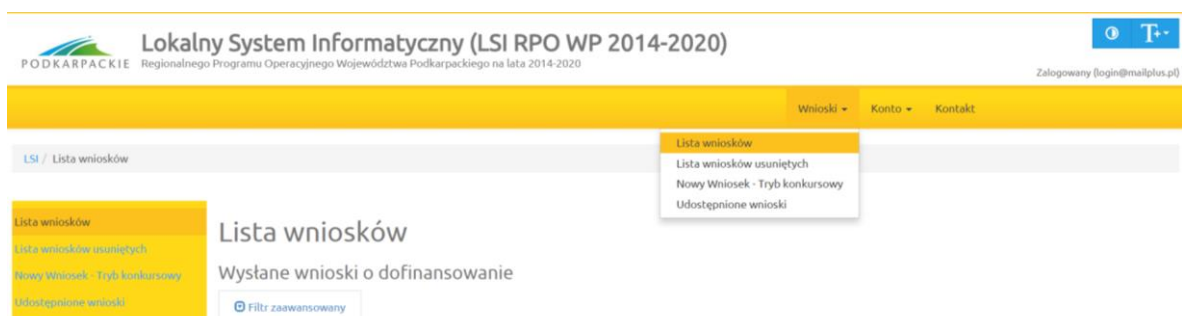 Lokalny System Informatyczny (LSI RPO WP 2014-2020)
PODKARPACKIE
Regionalnego Programu Operacyjnego Województwa Podkarpackiego na lata 2014-2020
T+
Zalogowany (login@mailplus.pl)
Wnioski Konto Kontakt
Lista wniosków
Lista wniosków usuniętych
Nowy Wniosek - Tryb konkursowy
Udostępnione wnioski
LSI / Lista wniosków
Lista wniosków
Lista wniosków usuniętych
Nowy Wniosek - Tryb konkursowy
Udostępnione wnioski
Lista wniosków
Wysłane wnioski o dofinansowanie
Filtr zaawansowany